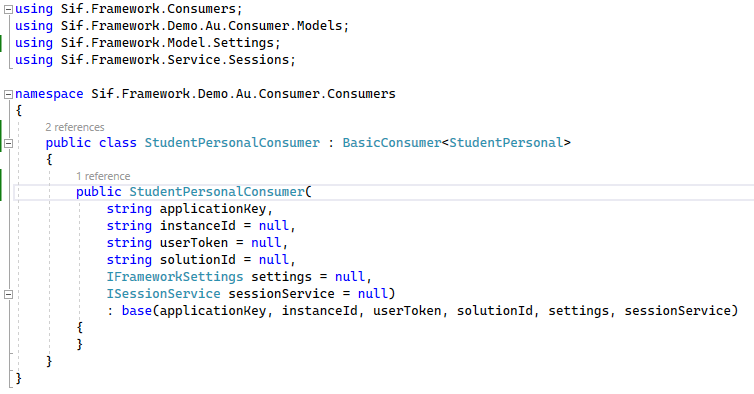 using Sif.Framework.Consumers;
using Sif.Framework.Demo.Au.Consumer.Models;
using Sif.Framework.Model.Settings;
using Sif.Framework.Service.Sessions;
namespace Sif.Framework.Demo.Au.Consumer.Consumers
{
2 references
public class StudentPersonalConsumer : BasicConsumer<StudentPersonal>
{
1 reference
public StudentPersonalConsumer(
string applicationKey,
string instanceId = null,
string userToken = null,
string solutionId = null,
IFrameworkSettings settings = null,
ISessionService sessionService = null)
: base(applicationKey, instanceId, userToken, solutionId, settings, sessionService)
{
}
}
}